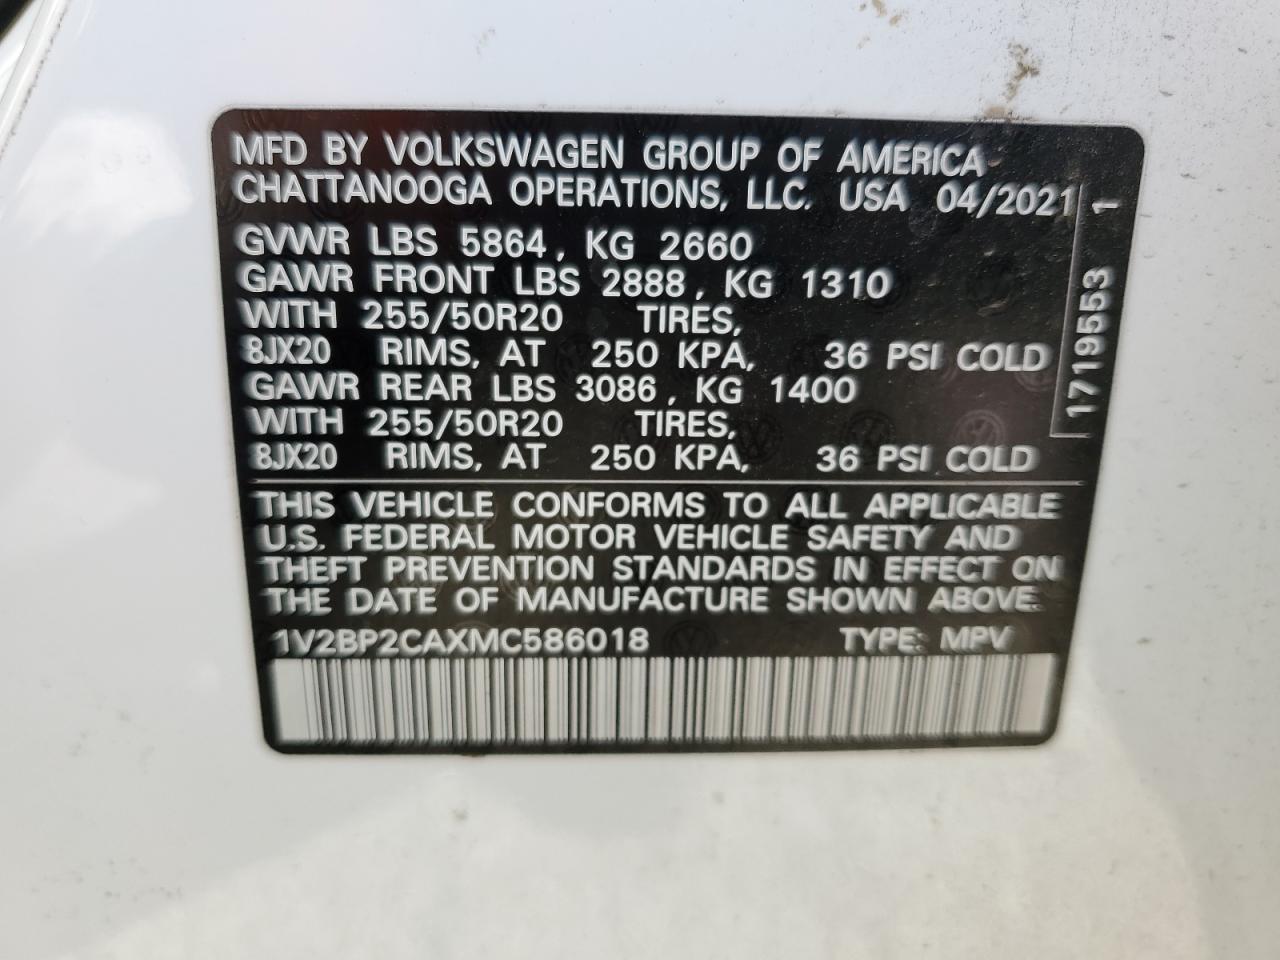 MFD BY VOLKSWAGEN GROUP OF AMERICA
CHATTANOOGA OPERATIONS, LLC. USA 04/2021
GVWR LBS 5864, KG 2660
GAWR FRONT LBS 2888, KG 1310
WITH 255/50R20 TIRES,
8JX20 RIMS, AT 250 KPA, 36 PSI COLD
GAWR REAR LBS 3086, KG 1400
WITH 255/50R20 TIRES,
8JX20 RIMS, AT 250 KPA, 36 PSI COLD
1719553 1
THIS VEHICLE CONFORMS TO ALL APPLICABLE
U.S. FEDERAL MOTOR VEHICLE SAFETY AND
THEFT PREVENTION STANDARDS IN EFFECT ON
THE DATE OF MANUFACTURE SHOWN ABOVE.
1V2BP2CAXMC586018 TYPE: MPV